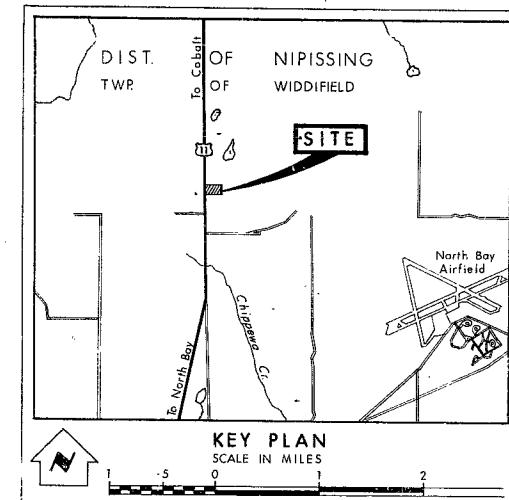 DIST. OF NIPISSING
TWP. OF WIDDIFIELD
To Cobalt
11
SITE
North Bay
Airfield
Chippewa Cr.
To North Bay
N
KEY PLAN
SCALE IN MILES
1 .5 0 1 2